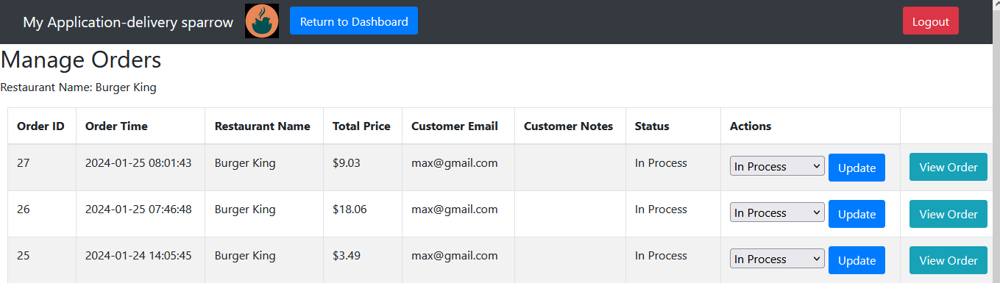 My Application-delivery sparrow Return to Dashboard Logout
Manage Orders
Restaurant Name: Burger King
Order ID Order Time Restaurant Name Total Price Customer Email Customer Notes Status Actions
27 2024-01-25 08:01:43 Burger King $9.03 max@gmail.com In Process In Process Update View Order
26 2024-01-25 07:46:48 Burger King $18.06 max@gmail.com In Process In Process Update View Order
25 2024-01-24 14:05:45 Burger King $3.49 max@gmail.com In Process In Process Update View Order